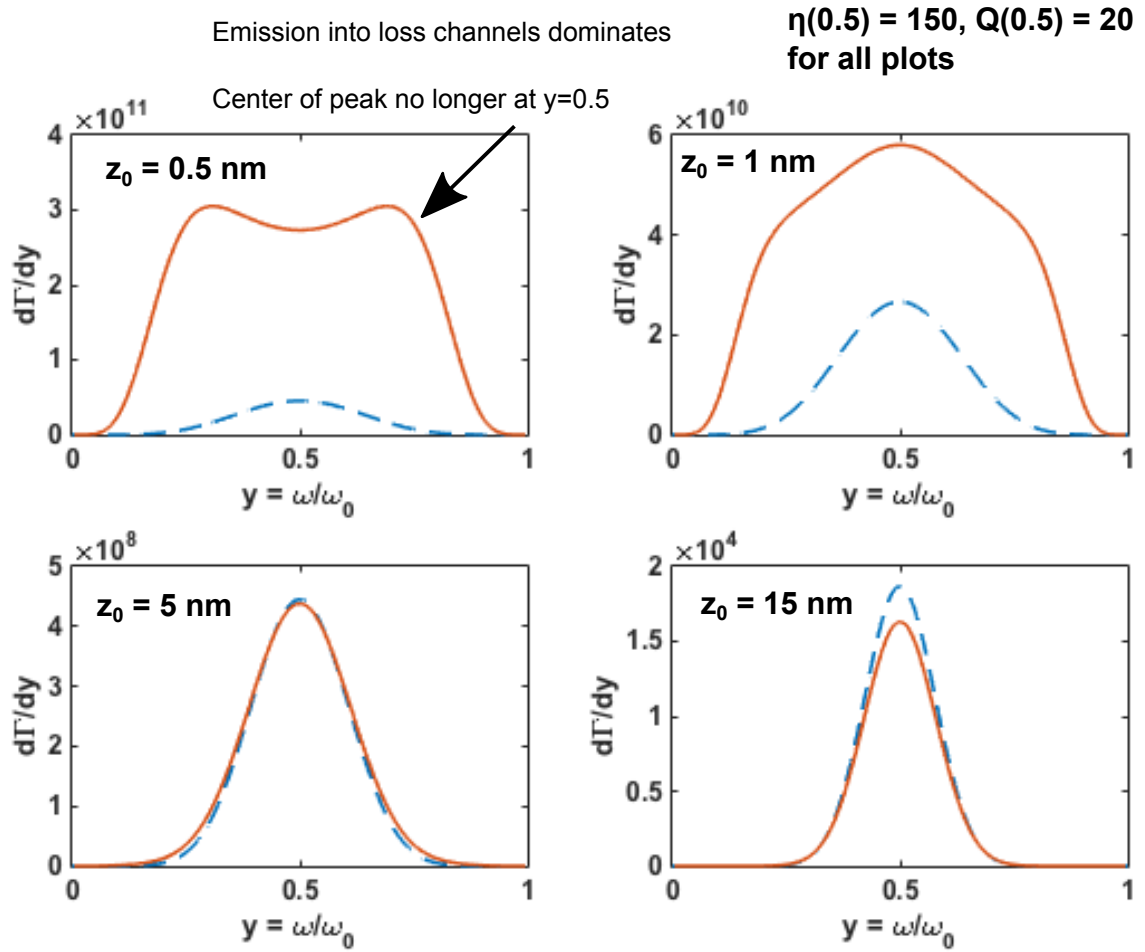 Emission into loss channels dominates
η(0.5) = 150, Q(0.5) = 20
for all plots
Center of peak no longer at y=0.5
×10¹¹
z₀ = 0.5 nm
4
3
2
1
0
dΓ/dy
0
0.5
1
y = ω/ω₀
×10¹⁰
z₀ = 1 nm
6
4
2
0
dΓ/dy
0
0.5
1
y = ω/ω₀
×10⁸
z₀ = 5 nm
5
4
3
2
1
0
dΓ/dy
0
0.5
1
y = ω/ω₀
×10⁴
z₀ = 15 nm
2
1.5
1
0.5
0
dΓ/dy
0
0.5
1
y = ω/ω₀